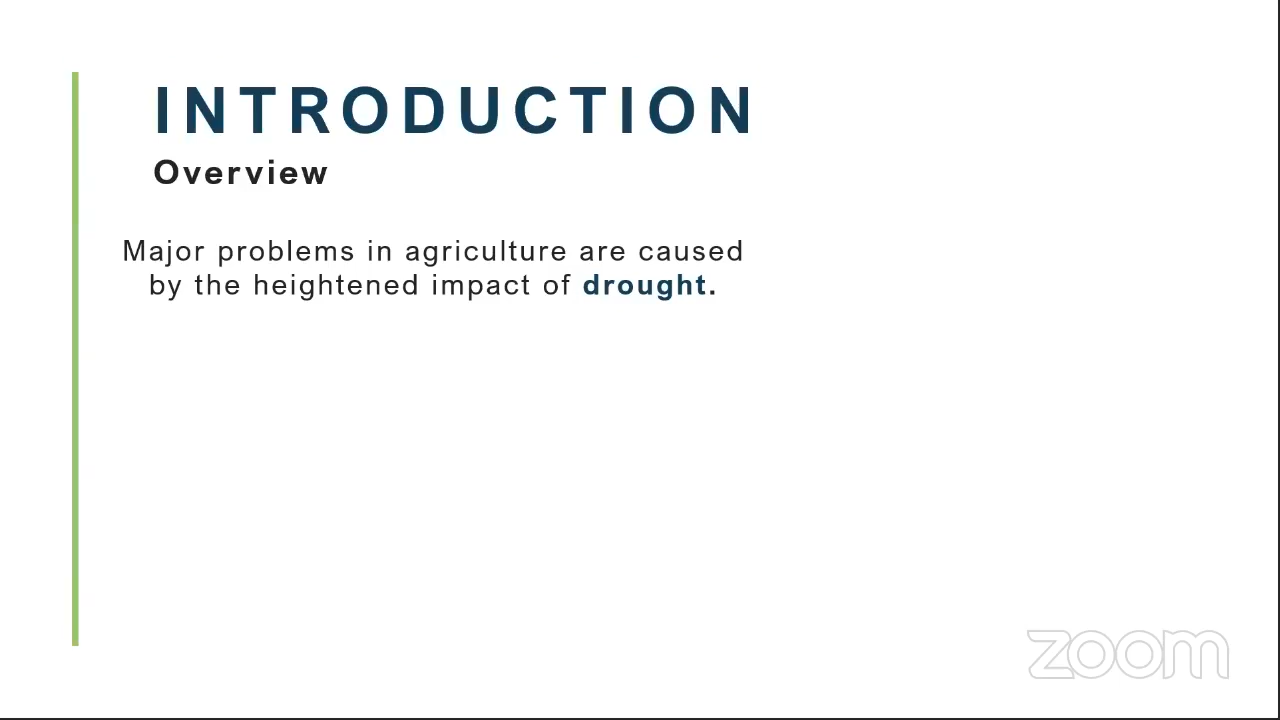 INTRODUCTION
Overview
Major problems in agriculture are caused
by the heightened impact of drought.
zoom